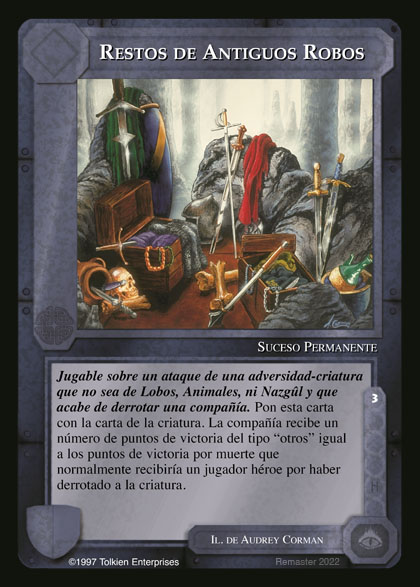 Restos de Antiguos Robos
Suceso Permanente
Jugable sobre un ataque de una adversidad-criatura
que no sea de Lobos, Animales, ni Nazgûl y que
acabe de derrotar una compañía. Pon esta carta
con la carta de la criatura. La compañía recibe un
número de puntos de victoria del tipo “otros” igual
a los puntos de victoria por muerte que
normalmente recibiría un jugador héroe por haber
derrotado a la criatura.
3
H
Il. de Audrey Corman
©1997 Tolkien Enterprises
Remaster 2022